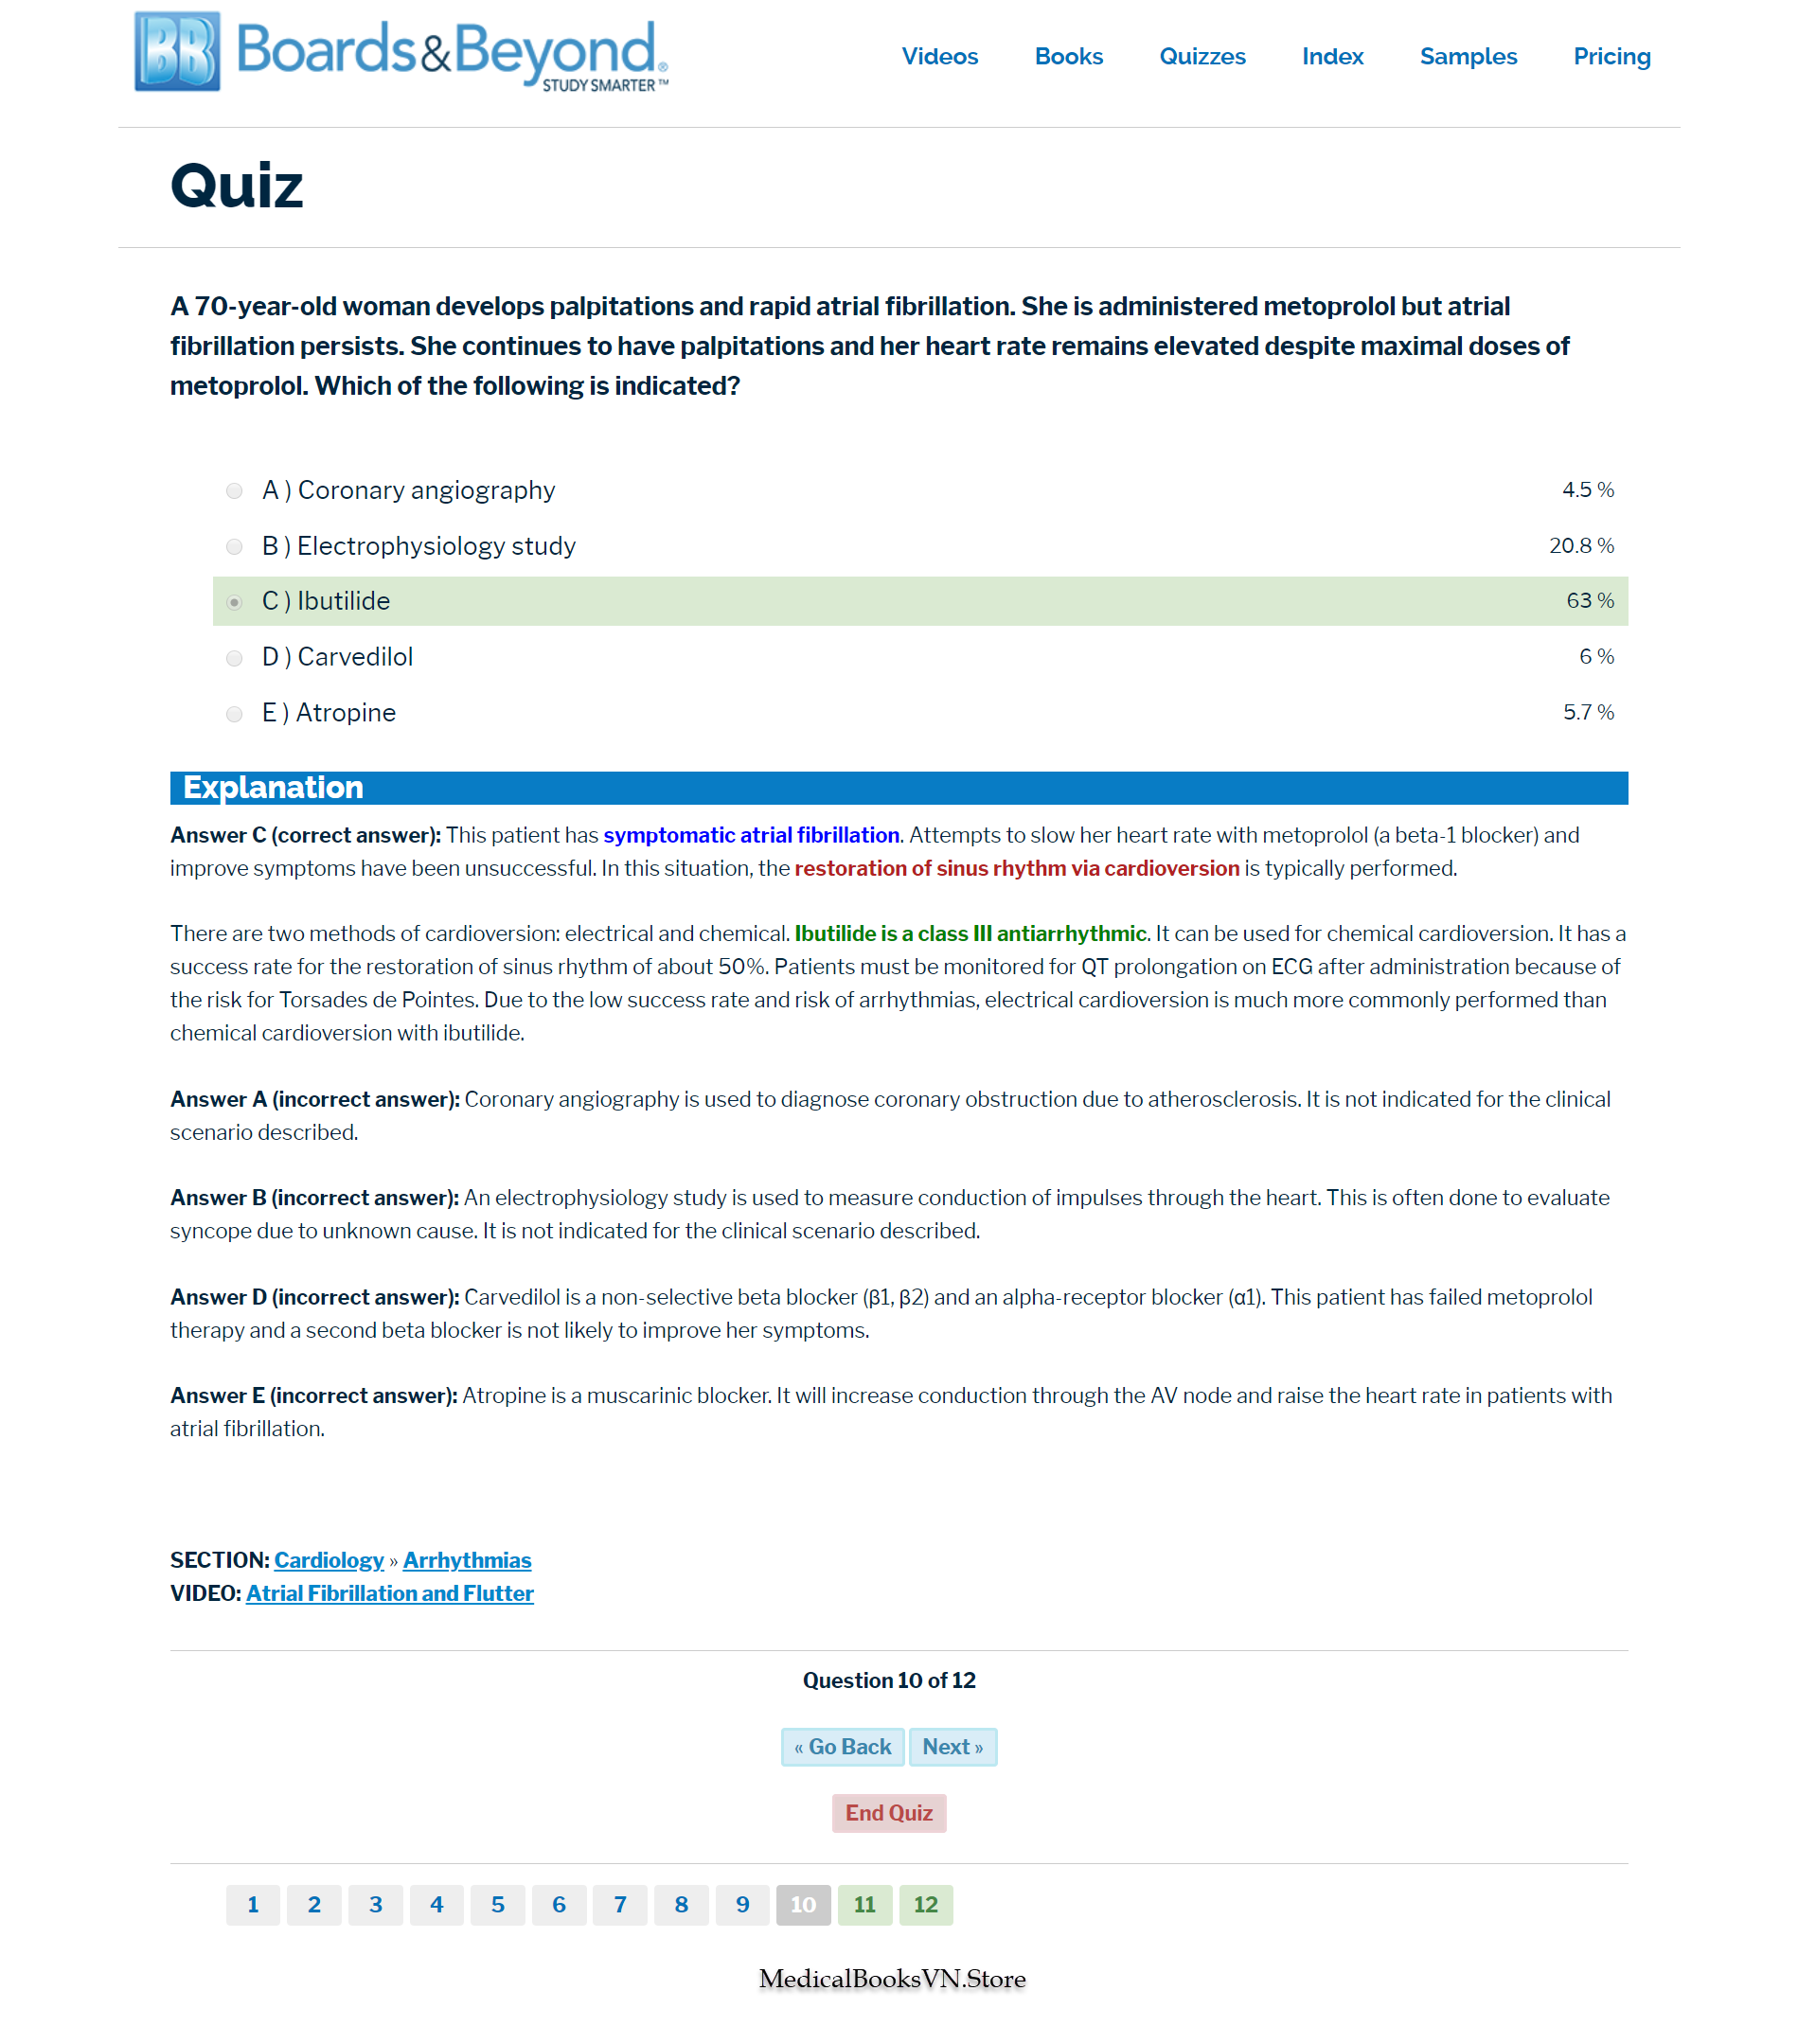 BB Boards&Beyond®
STUDY SMARTER™
Videos Books Quizzes Index Samples Pricing
Quiz
A 70-year-old woman develops palpitations and rapid atrial fibrillation. She is administered metoprolol but atrial
fibrillation persists. She continues to have palpitations and her heart rate remains elevated despite maximal doses of
metoprolol. Which of the following is indicated?
A ) Coronary angiography 4.5 %
B ) Electrophysiology study 20.8 %
C ) Ibutilide 63 %
D ) Carvedilol 6 %
E ) Atropine 5.7 %
Explanation
Answer C (correct answer): This patient has symptomatic atrial fibrillation. Attempts to slow her heart rate with metoprolol (a beta-1 blocker) and
improve symptoms have been unsuccessful. In this situation, the restoration of sinus rhythm via cardioversion is typically performed.
There are two methods of cardioversion: electrical and chemical. Ibutilide is a class III antiarrhythmic. It can be used for chemical cardioversion. It has a
success rate for the restoration of sinus rhythm of about 50%. Patients must be monitored for QT prolongation on ECG after administration because of
the risk for Torsades de Pointes. Due to the low success rate and risk of arrhythmias, electrical cardioversion is much more commonly performed than
chemical cardioversion with ibutilide.
Answer A (incorrect answer): Coronary angiography is used to diagnose coronary obstruction due to atherosclerosis. It is not indicated for the clinical
scenario described.
Answer B (incorrect answer): An electrophysiology study is used to measure conduction of impulses through the heart. This is often done to evaluate
syncope due to unknown cause. It is not indicated for the clinical scenario described.
Answer D (incorrect answer): Carvedilol is a non-selective beta blocker (β1, β2) and an alpha-receptor blocker (α1). This patient has failed metoprolol
therapy and a second beta blocker is not likely to improve her symptoms.
Answer E (incorrect answer): Atropine is a muscarinic blocker. It will increase conduction through the AV node and raise the heart rate in patients with
atrial fibrillation.
SECTION: Cardiology » Arrhythmias
VIDEO: Atrial Fibrillation and Flutter
Question 10 of 12
« Go Back Next »
End Quiz
1 2 3 4 5 6 7 8 9 10 11 12
MedicalBooksVN.Store